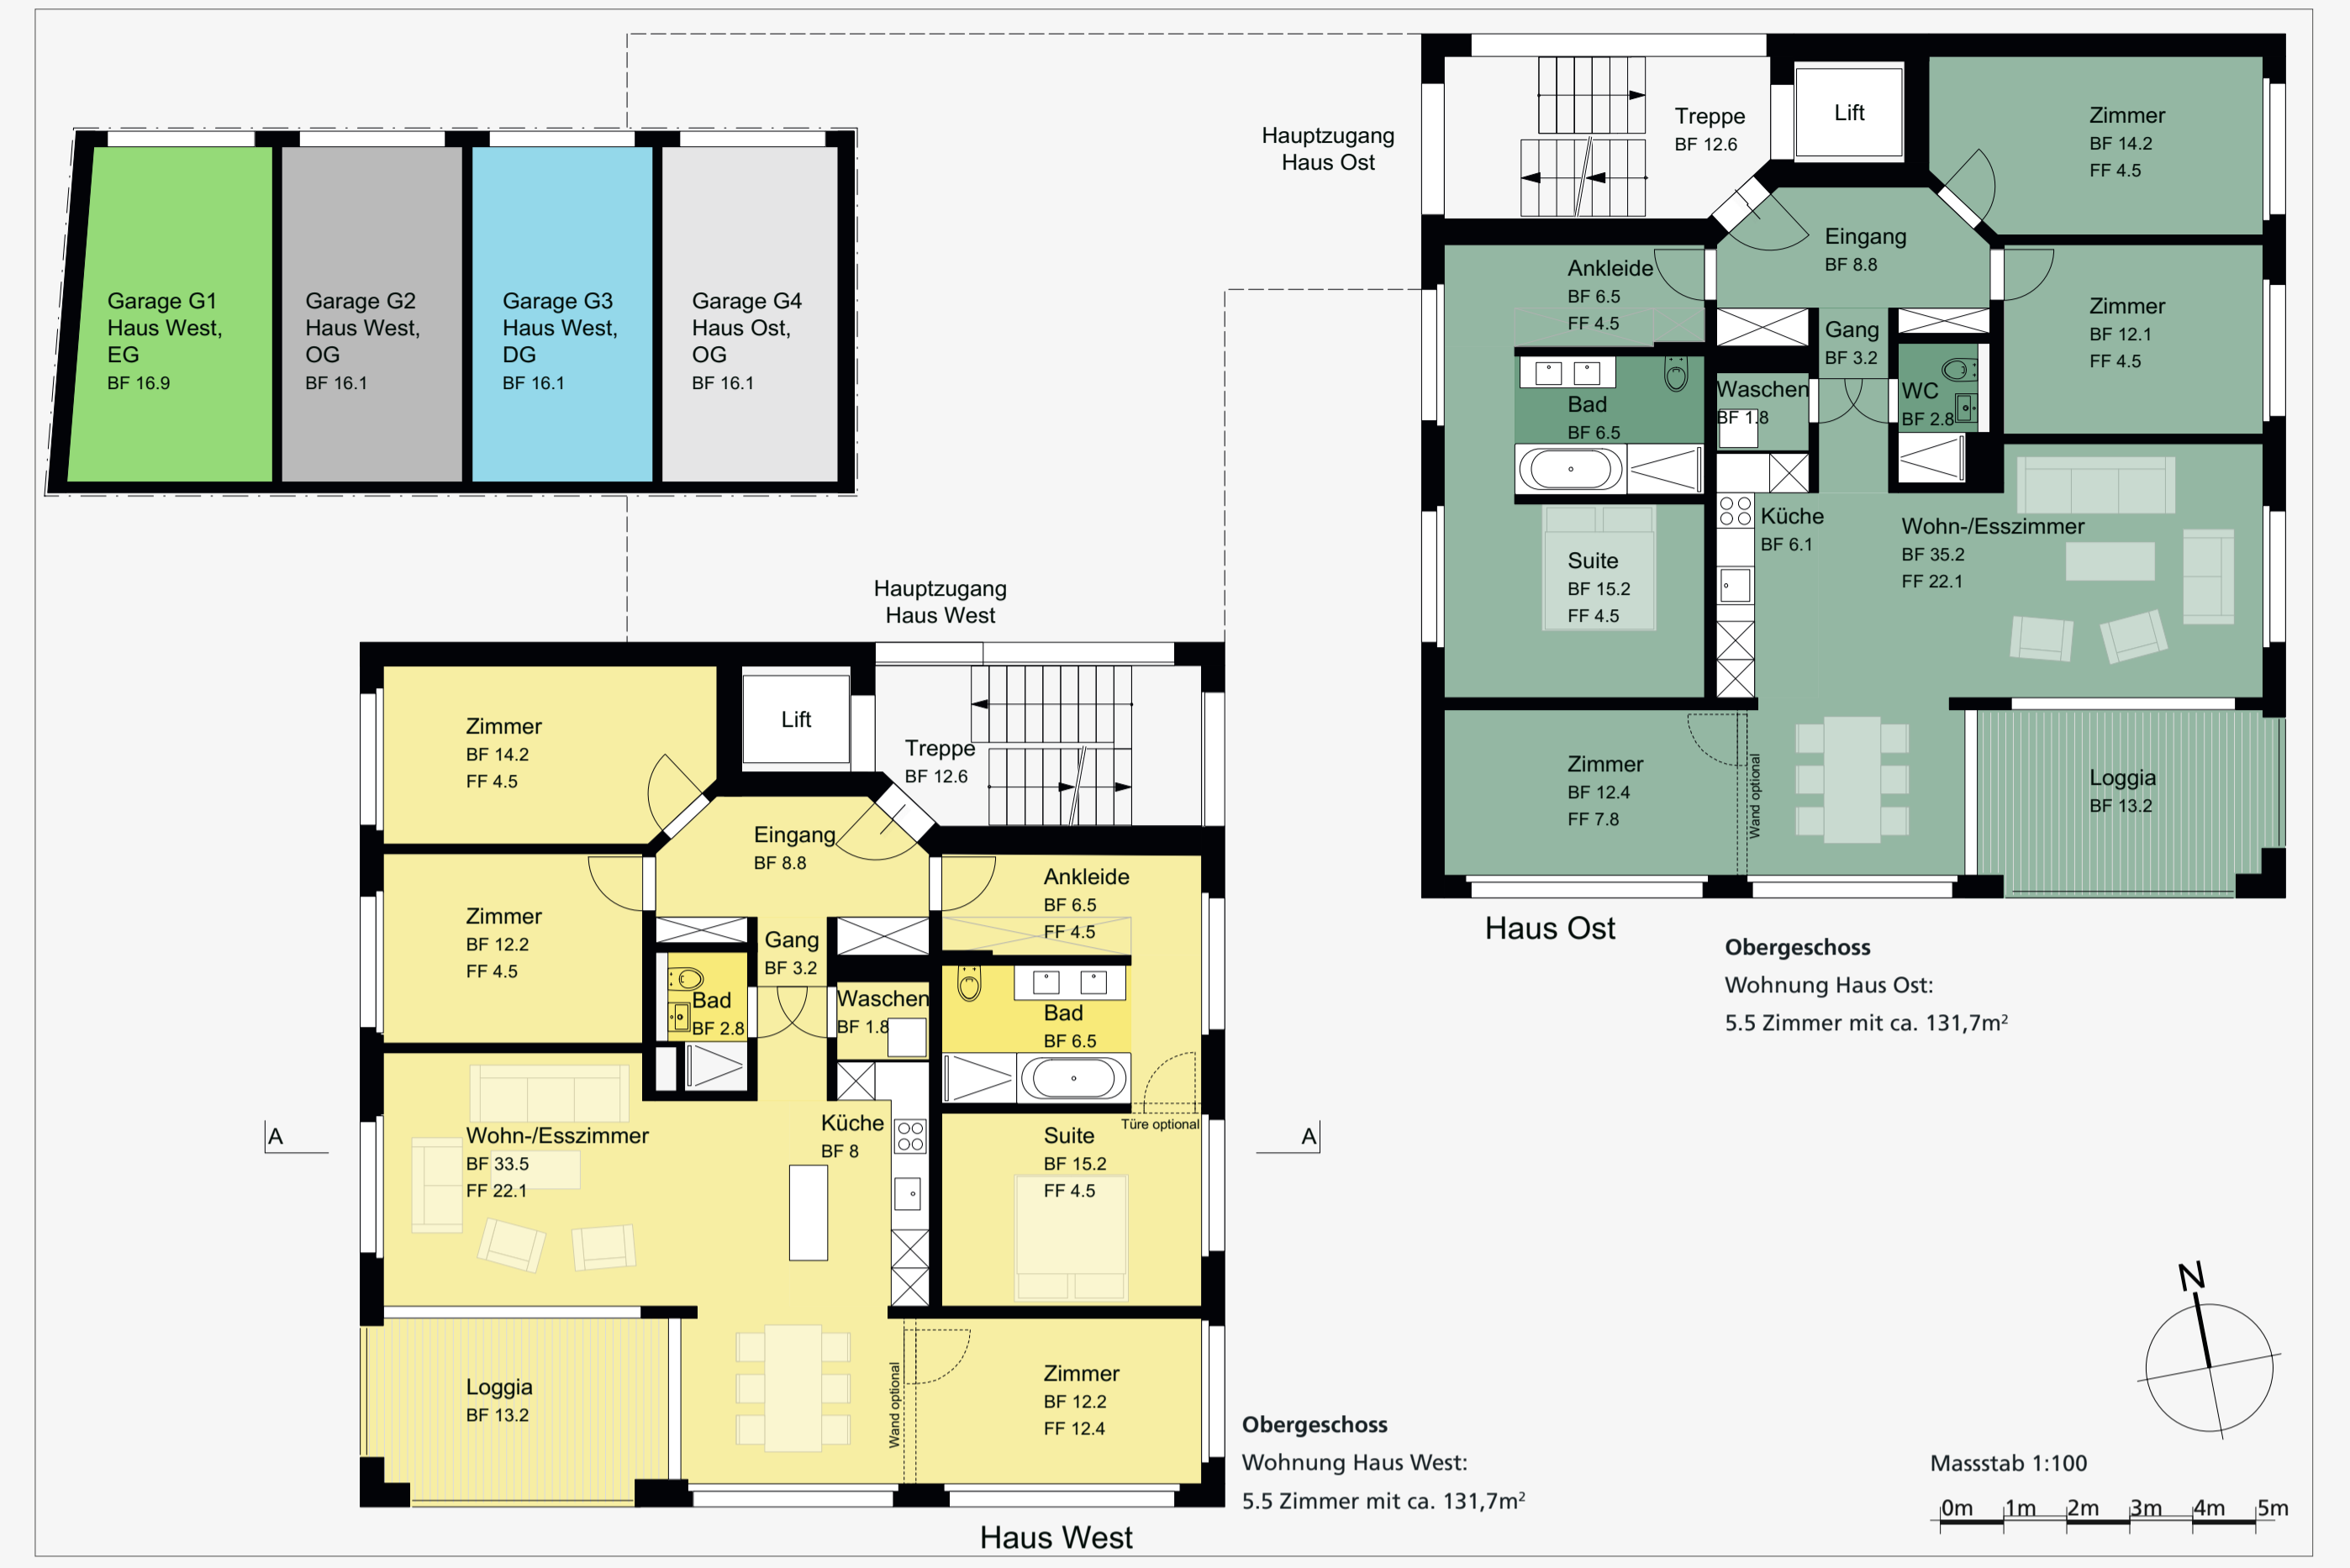 Garage G1
Haus West,
EG
BF 16.9
Garage G2
Haus West,
OG
BF 16.1
Garage G3
Haus West,
DG
BF 16.1
Garage G4
Haus Ost,
OG
BF 16.1
Hauptzugang
Haus Ost
Treppe
BF 12.6
Lift
Zimmer
BF 14.2
FF 4.5
Eingang
BF 8.8
Ankleide
BF 6.5
FF 4.5
Zimmer
BF 12.1
FF 4.5
Gang
BF 3.2
Bad
BF 6.5
Waschen
BF 1.8
WC
BF 2.8
Küche
BF 6.1
Wohn-/Esszimmer
BF 35.2
FF 22.1
Suite
BF 15.2
FF 4.5
Zimmer
BF 12.4
FF 7.8
Wand optional
Loggia
BF 13.2
Haus Ost
Obergeschoss
Wohnung Haus Ost:
5.5 Zimmer mit ca. 131,7m²
Hauptzugang
Haus West
Zimmer
BF 14.2
FF 4.5
Lift
Treppe
BF 12.6
Eingang
BF 8.8
Zimmer
BF 12.2
FF 4.5
Ankleide
BF 6.5
FF 4.5
Gang
BF 3.2
Bad
BF 2.8
Waschen
BF 1.8
Bad
BF 6.5
Türe optional
A
A
Wohn-/Esszimmer
BF 33.5
FF 22.1
Küche
BF 8
Suite
BF 15.2
FF 4.5
Loggia
BF 13.2
Wand optional
Zimmer
BF 12.2
FF 12.4
Haus West
Obergeschoss
Wohnung Haus West:
5.5 Zimmer mit ca. 131,7m²
N
Massstab 1:100
0m 1m 2m 3m 4m 5m